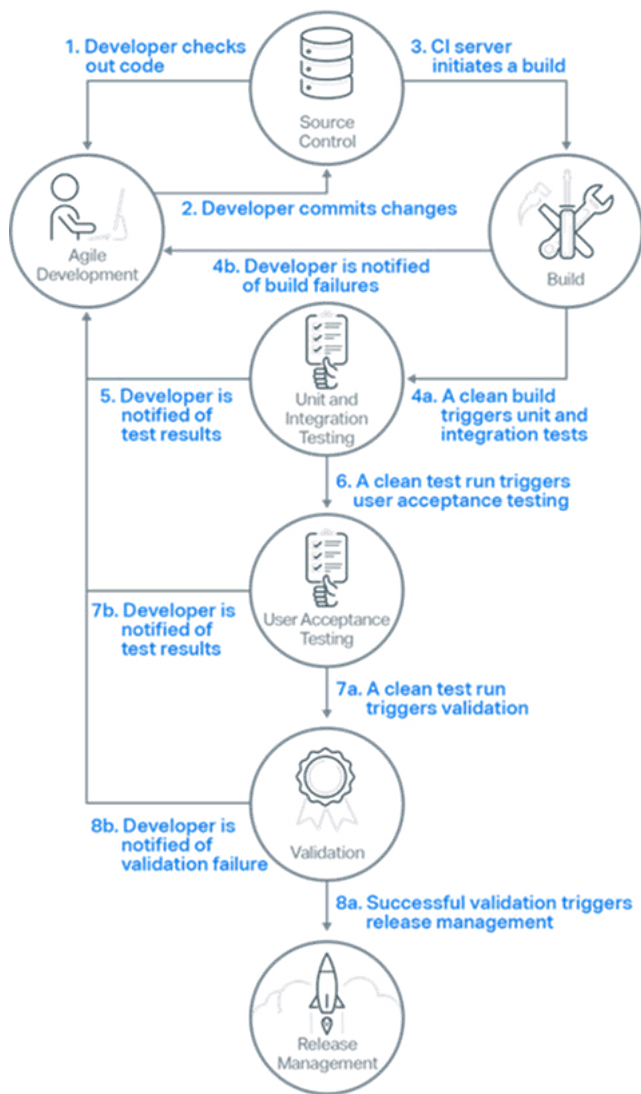 1. Developer checks
out code
3. CI server
initiates a build
Source
Control
2. Developer commits changes
Agile
Development
Build
4b. Developer is notified
of build failures
5. Developer is
notified of
test results
Unit and
Integration
Testing
4a. A clean build
triggers unit and
integration tests
6. A clean test run triggers
user acceptance testing
7b. Developer is
notified of
test results
User Acceptance
Testing
7a. A clean test run
triggers validation
8b. Developer is
notified of
validation failure
Validation
8a. Successful validation triggers
release management
Release
Management